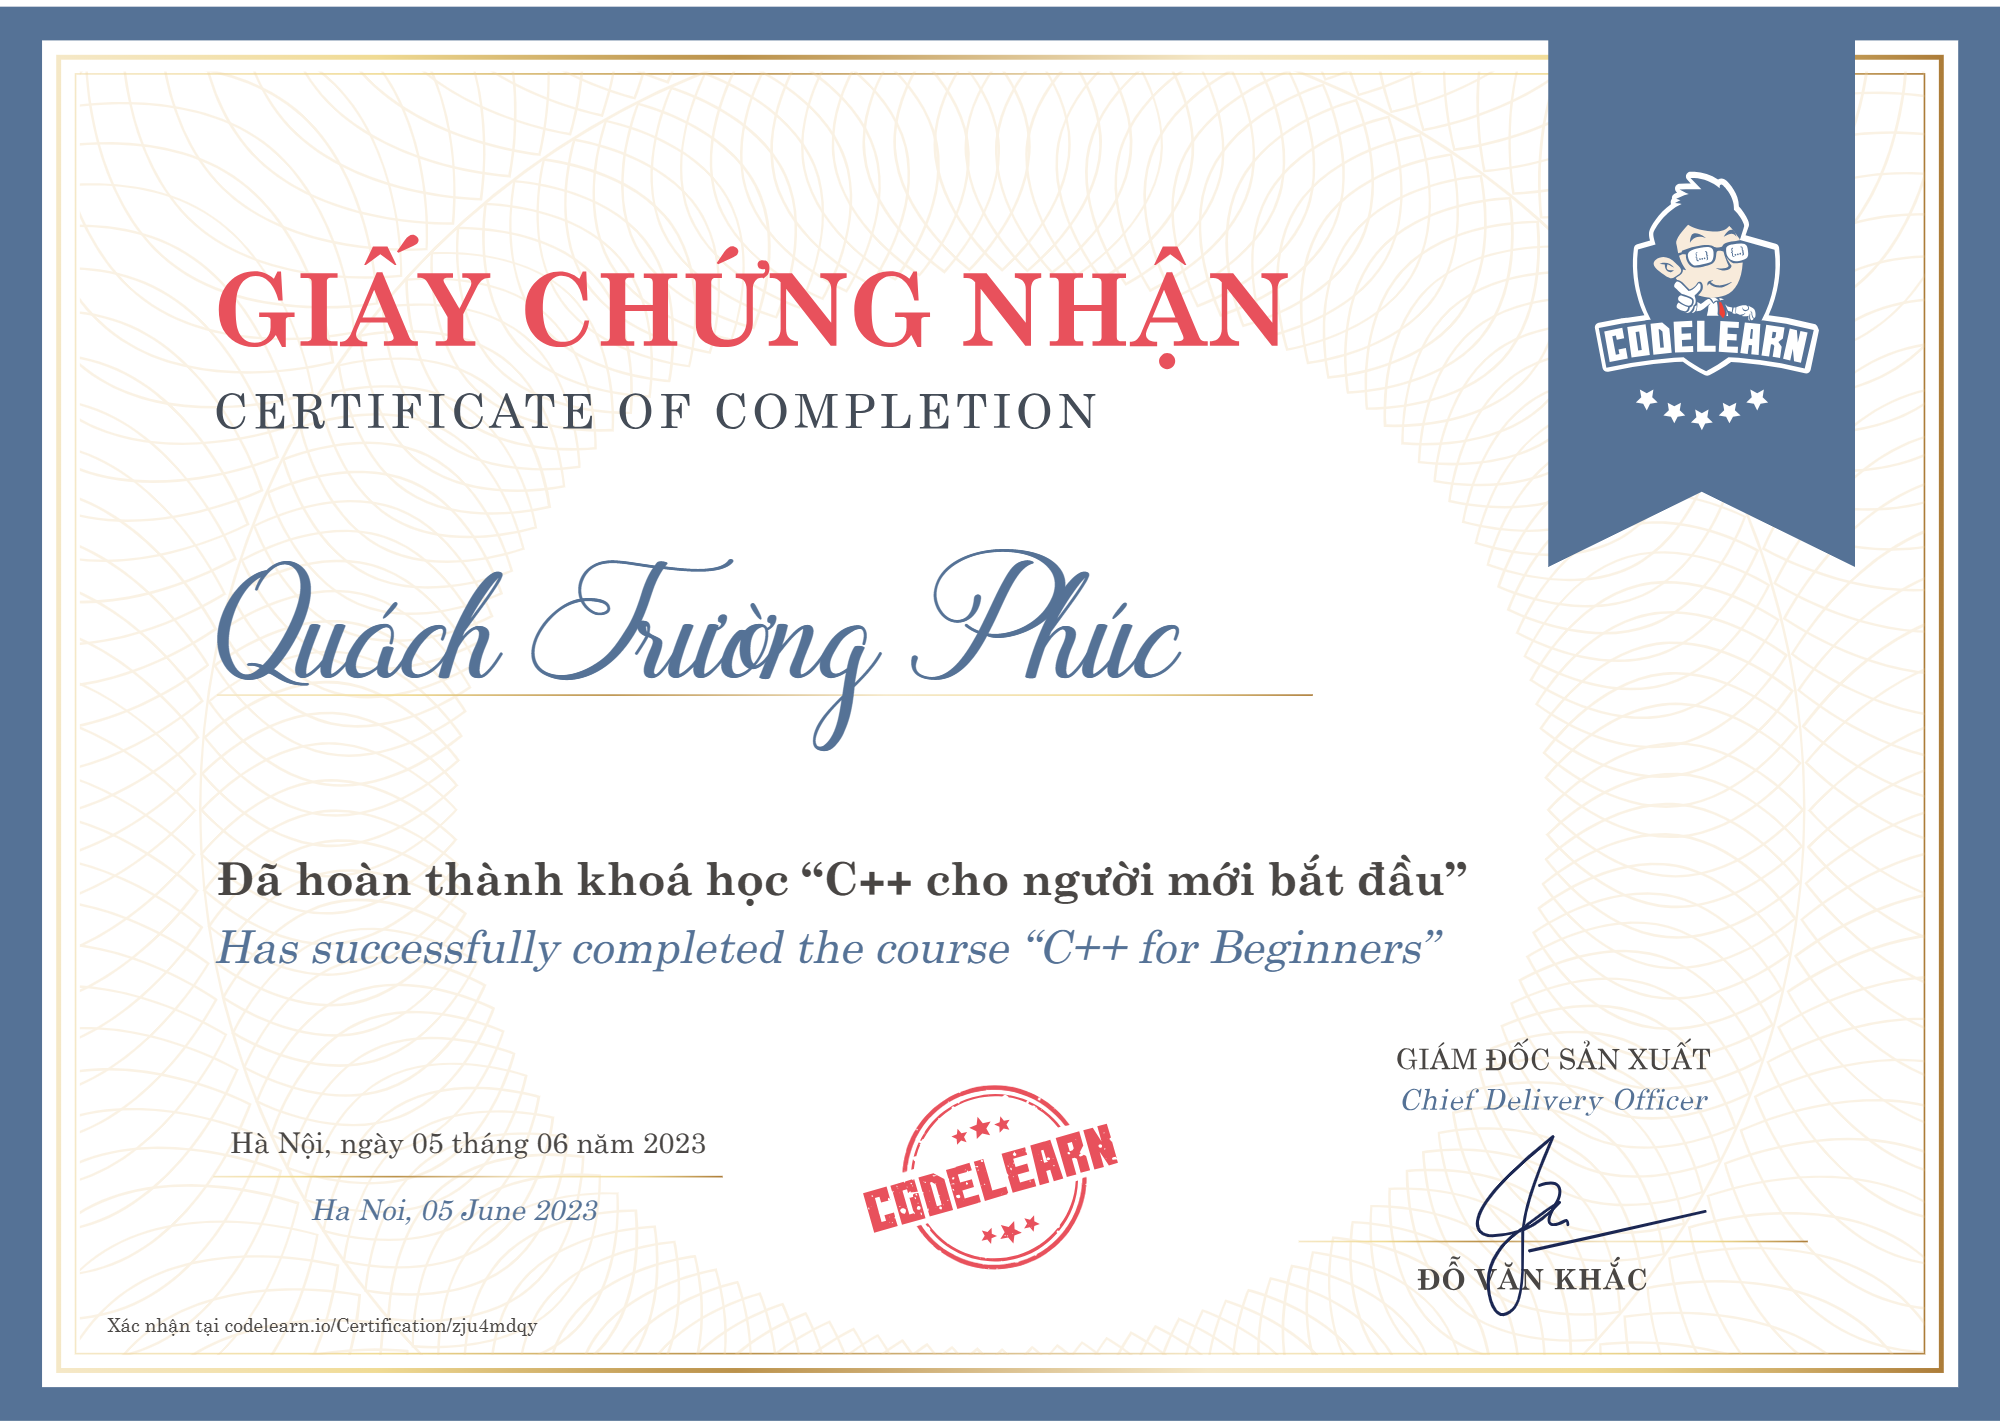 GIẤY CHỨNG NHẬN
CERTIFICATE OF COMPLETION
CODELEARN
Quách Trường Phúc
Đã hoàn thành khoá học “C++ cho người mới bắt đầu”
Has successfully completed the course “C++ for Beginners”
GIÁM ĐỐC SẢN XUẤT
Chief Delivery Officer
Hà Nội, ngày 05 tháng 06 năm 2023
Ha Noi, 05 June 2023
CODELEARN
ĐỖ VĂN KHẮC
Xác nhận tại codelearn.io/Certification/zju4mdqy